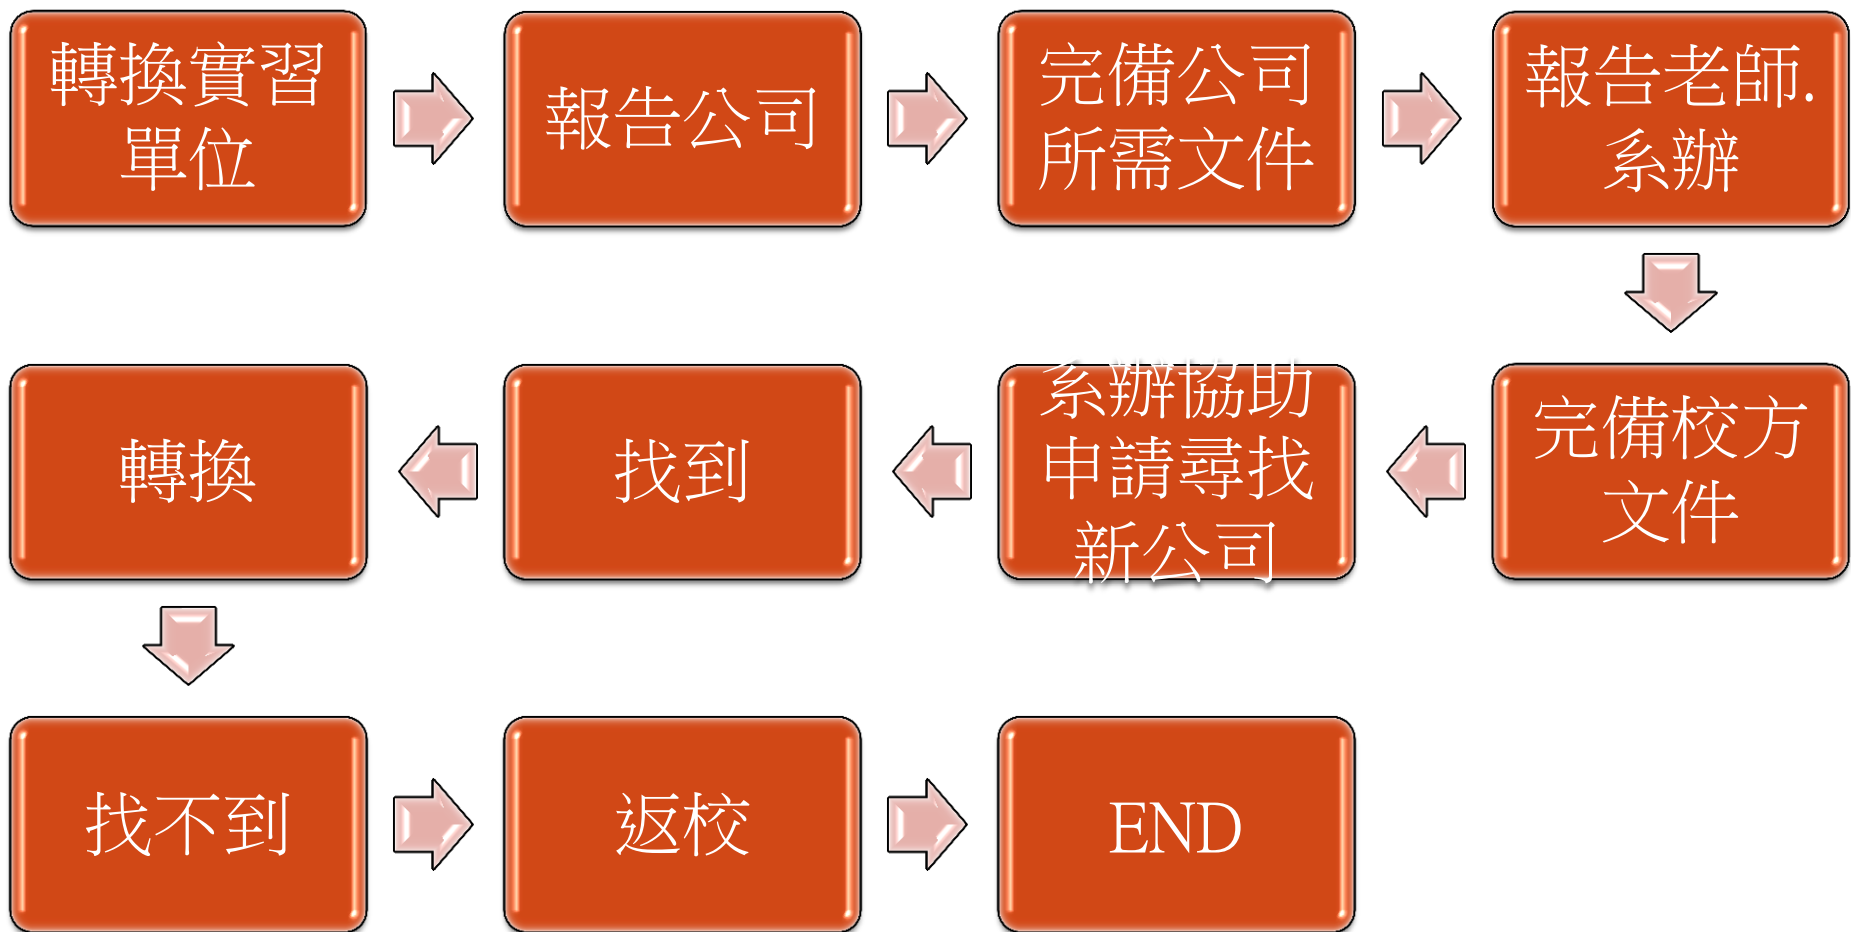 轉換實習
單位
報告公司
完備公司
所需文件
報告老師.
系辦
完備校方
文件
系辦協助
申請尋找
新公司
找到
轉換
找不到
返校
END